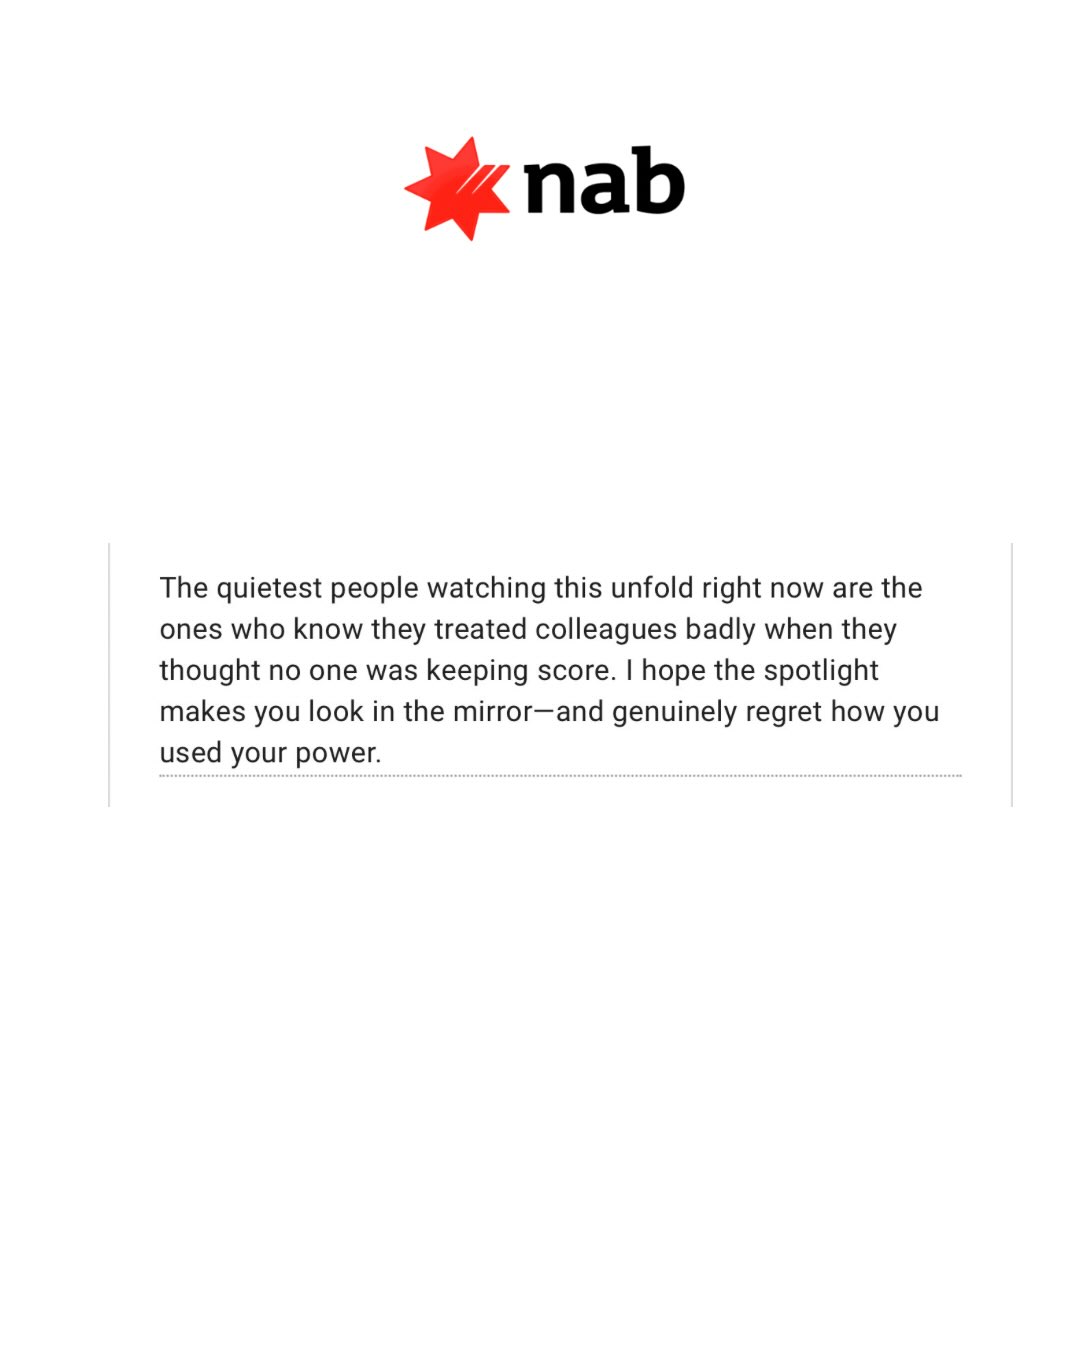 nab
The quietest people watching this unfold right now are the
ones who know they treated colleagues badly when they
thought no one was keeping score. I hope the spotlight
makes you look in the mirror—and genuinely regret how you
used your power.